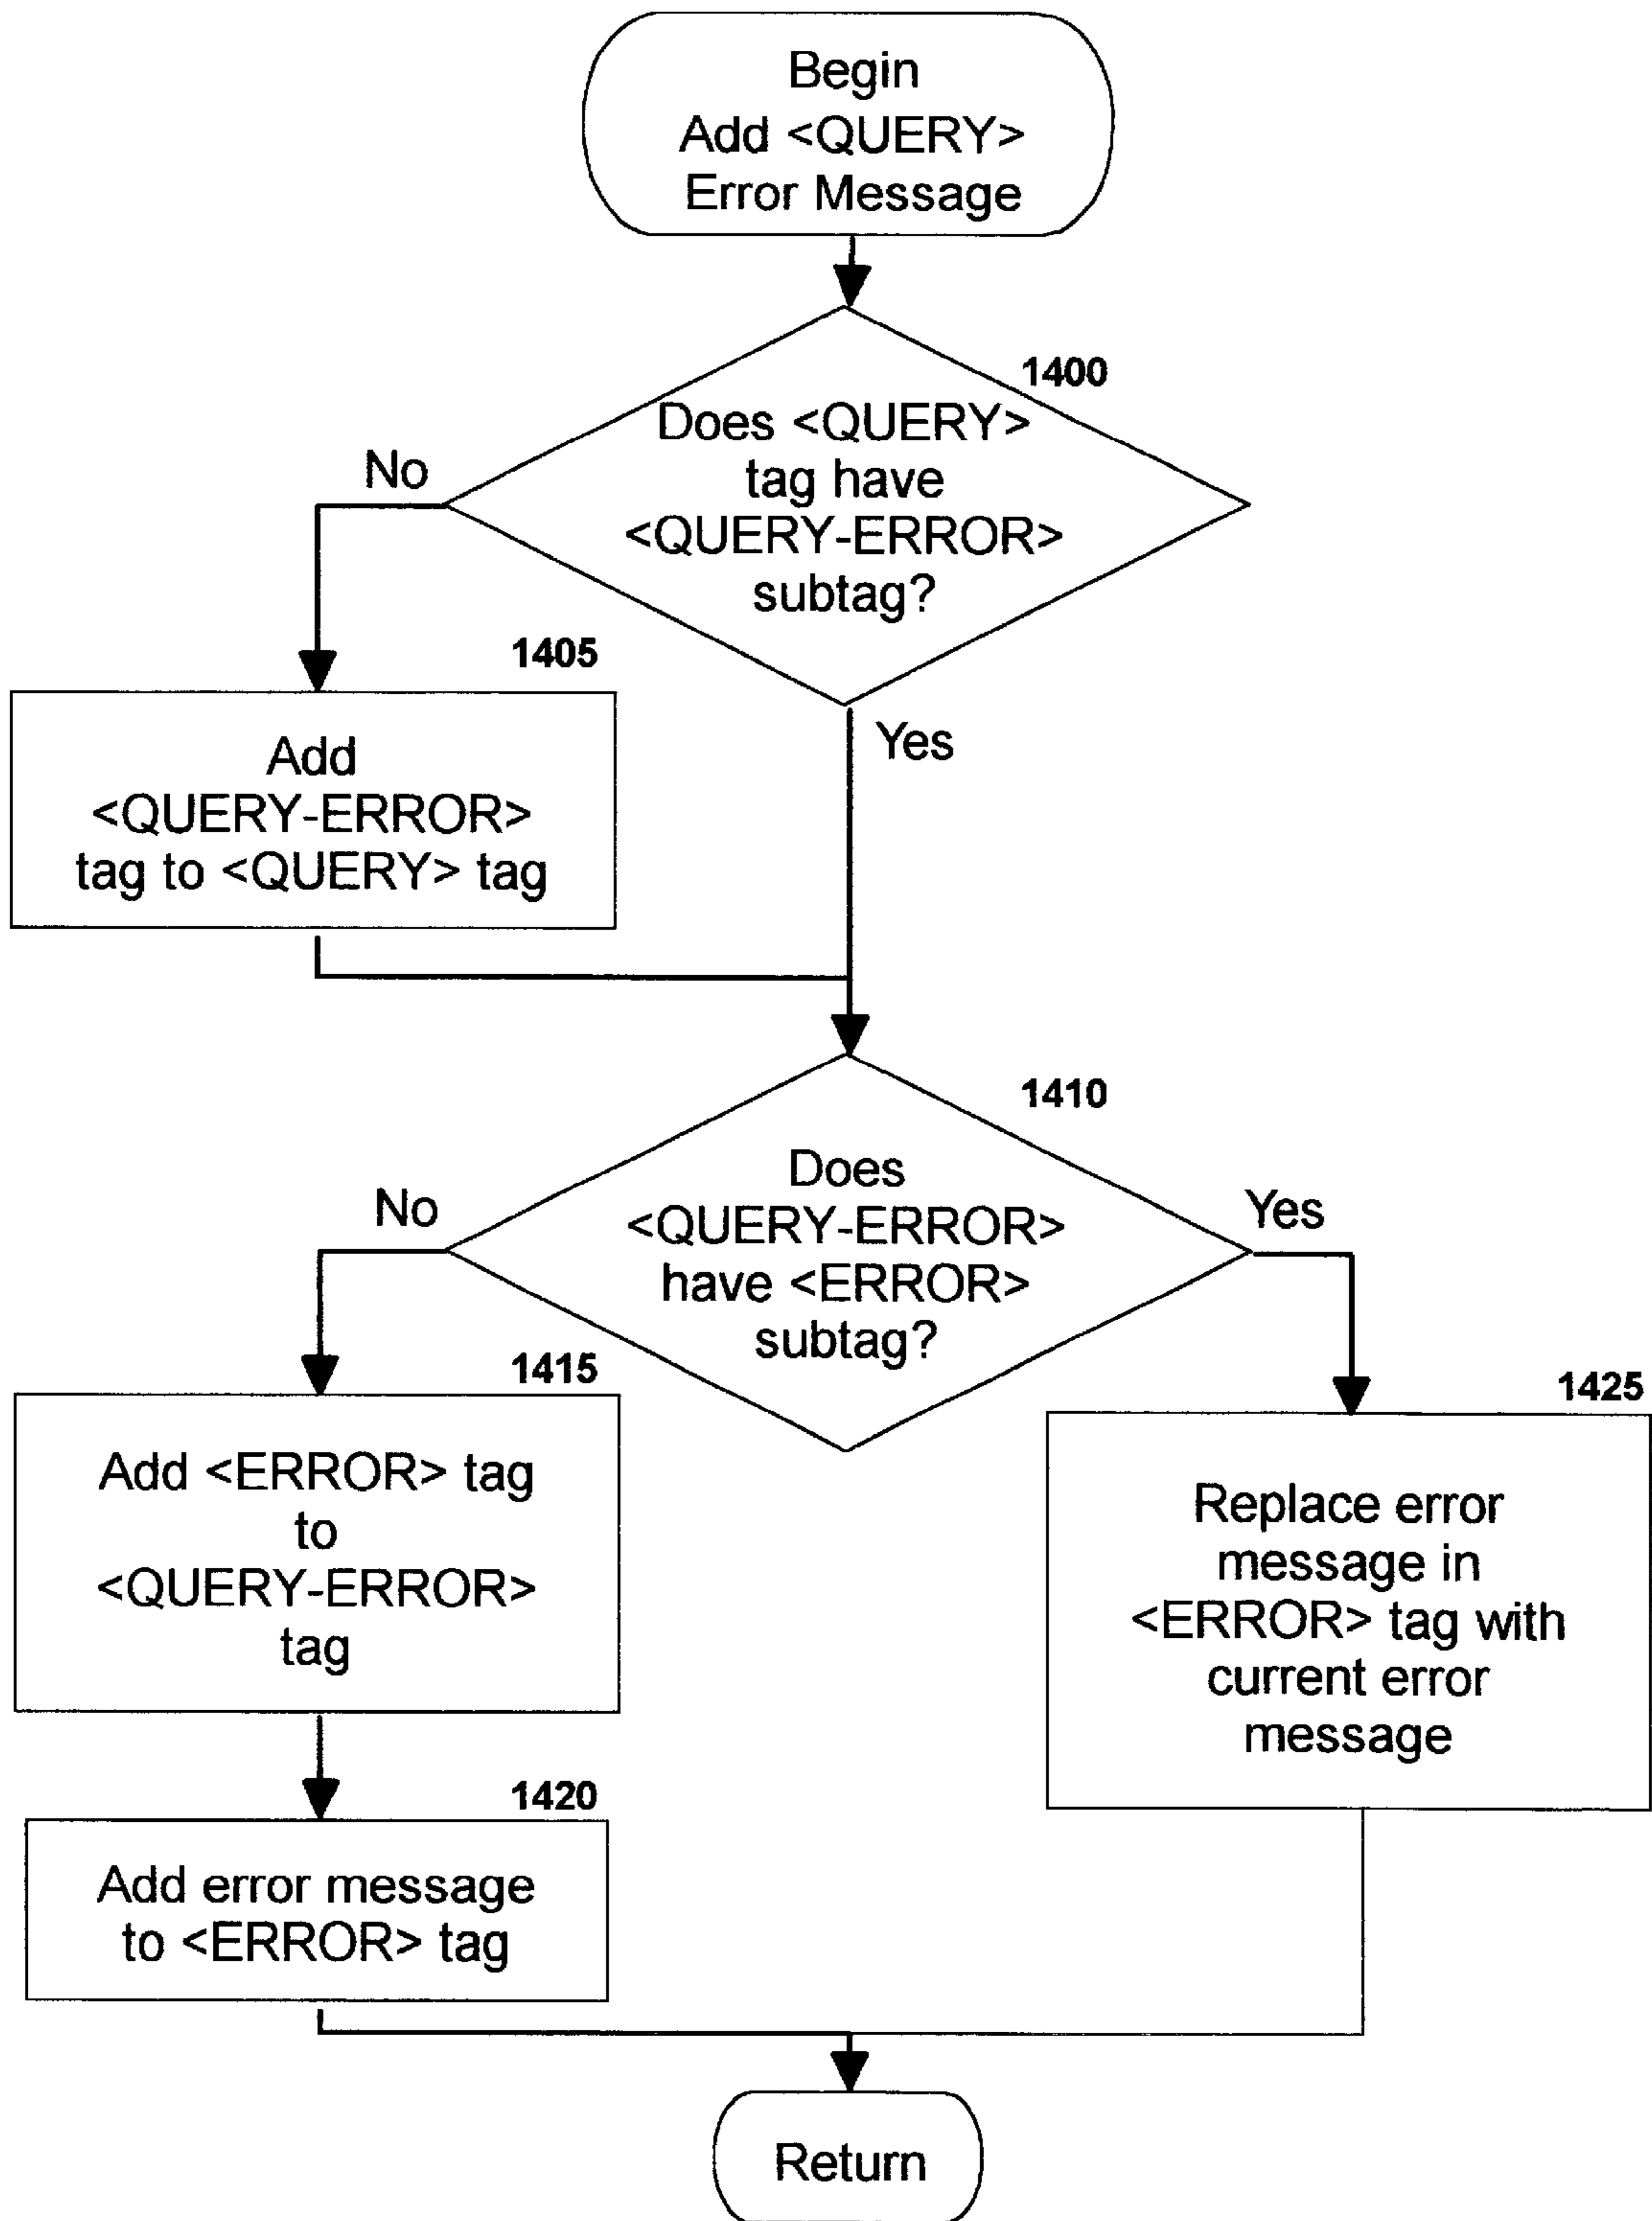 Begin
Add <QUERY>
Error Message
1400
Does <QUERY>
tag have
<QUERY-ERROR>
subtag?
No
Yes
1405
Add
<QUERY-ERROR>
tag to <QUERY> tag
1410
Does
<QUERY-ERROR>
have <ERROR>
subtag?
No
Yes
1415
Add <ERROR> tag
to
<QUERY-ERROR>
tag
1425
Replace error
message in
<ERROR> tag with
current error
message
1420
Add error message
to <ERROR> tag
Return